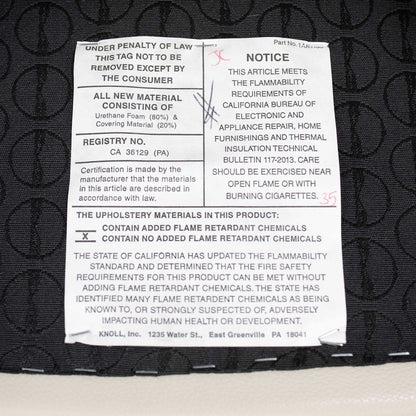 UNDER PENALTY OF LAW
THIS TAG NOT TO BE
REMOVED EXCEPT BY
THE CONSUMER
ALL NEW MATERIAL
CONSISTING OF
Urethane Foam (80%) &
Covering Material (20%)
REGISTRY NO.
CA 36129 (PA)
Certification is made by the
manufacturer that the materials
in this article are described in
accordance with law.
Part No.
NOTICE
THIS ARTICLE MEETS
THE FLAMMABILITY
REQUIREMENTS OF
CALIFORNIA BUREAU OF
ELECTRONIC AND
APPLIANCE REPAIR, HOME
FURNISHINGS AND THERMAL
INSULATION TECHNICAL
BULLETIN 117-2013. CARE
SHOULD BE EXERCISED NEAR
OPEN FLAME OR WITH
BURNING CIGARETTES.
35
THE UPHOLSTERY MATERIALS IN THIS PRODUCT:
CONTAIN ADDED FLAME RETARDANT CHEMICALS
X CONTAIN NO ADDED FLAME RETARDANT CHEMICALS
THE STATE OF CALIFORNIA HAS UPDATED THE FLAMMABILITY
STANDARD AND DETERMINED THAT THE FIRE SAFETY
REQUIREMENTS FOR THIS PRODUCT CAN BE MET WITHOUT
ADDING FLAME RETARDANT CHEMICALS. THE STATE HAS
IDENTIFIED MANY FLAME RETARDENT CHEMICALS AS BEING
KNOWN TO, OR STRONGLY SUSPECTED OF, ADVERSELY
IMPACTING HUMAN HEALTH OR DEVELOPMENT.
KNOLL, Inc. 1235 Water St., East Greenville PA 18041